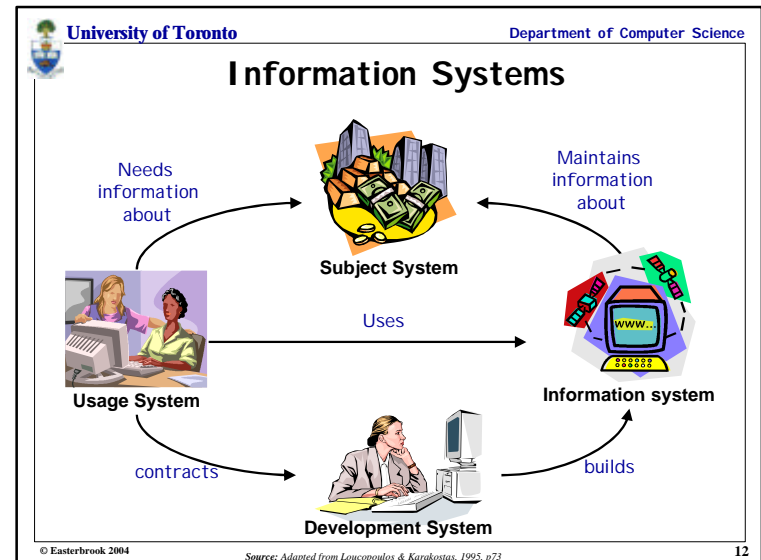 University of Toronto
Department of Computer Science
Information Systems
Needs
information
about
Maintains
information
about
Subject System
Uses
www...
Usage System
Information system
contracts
builds
Development System
© Easterbrook 2004
Source: Adapted from Loucopoulos & Karakostas, 1995, p73
12